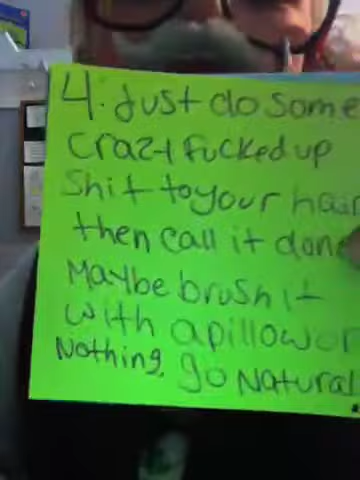 4. Just do some
crazy fucked up
shit to your hair
then call it done
Maybe brush it
with a pillow or
Nothing, go Natural